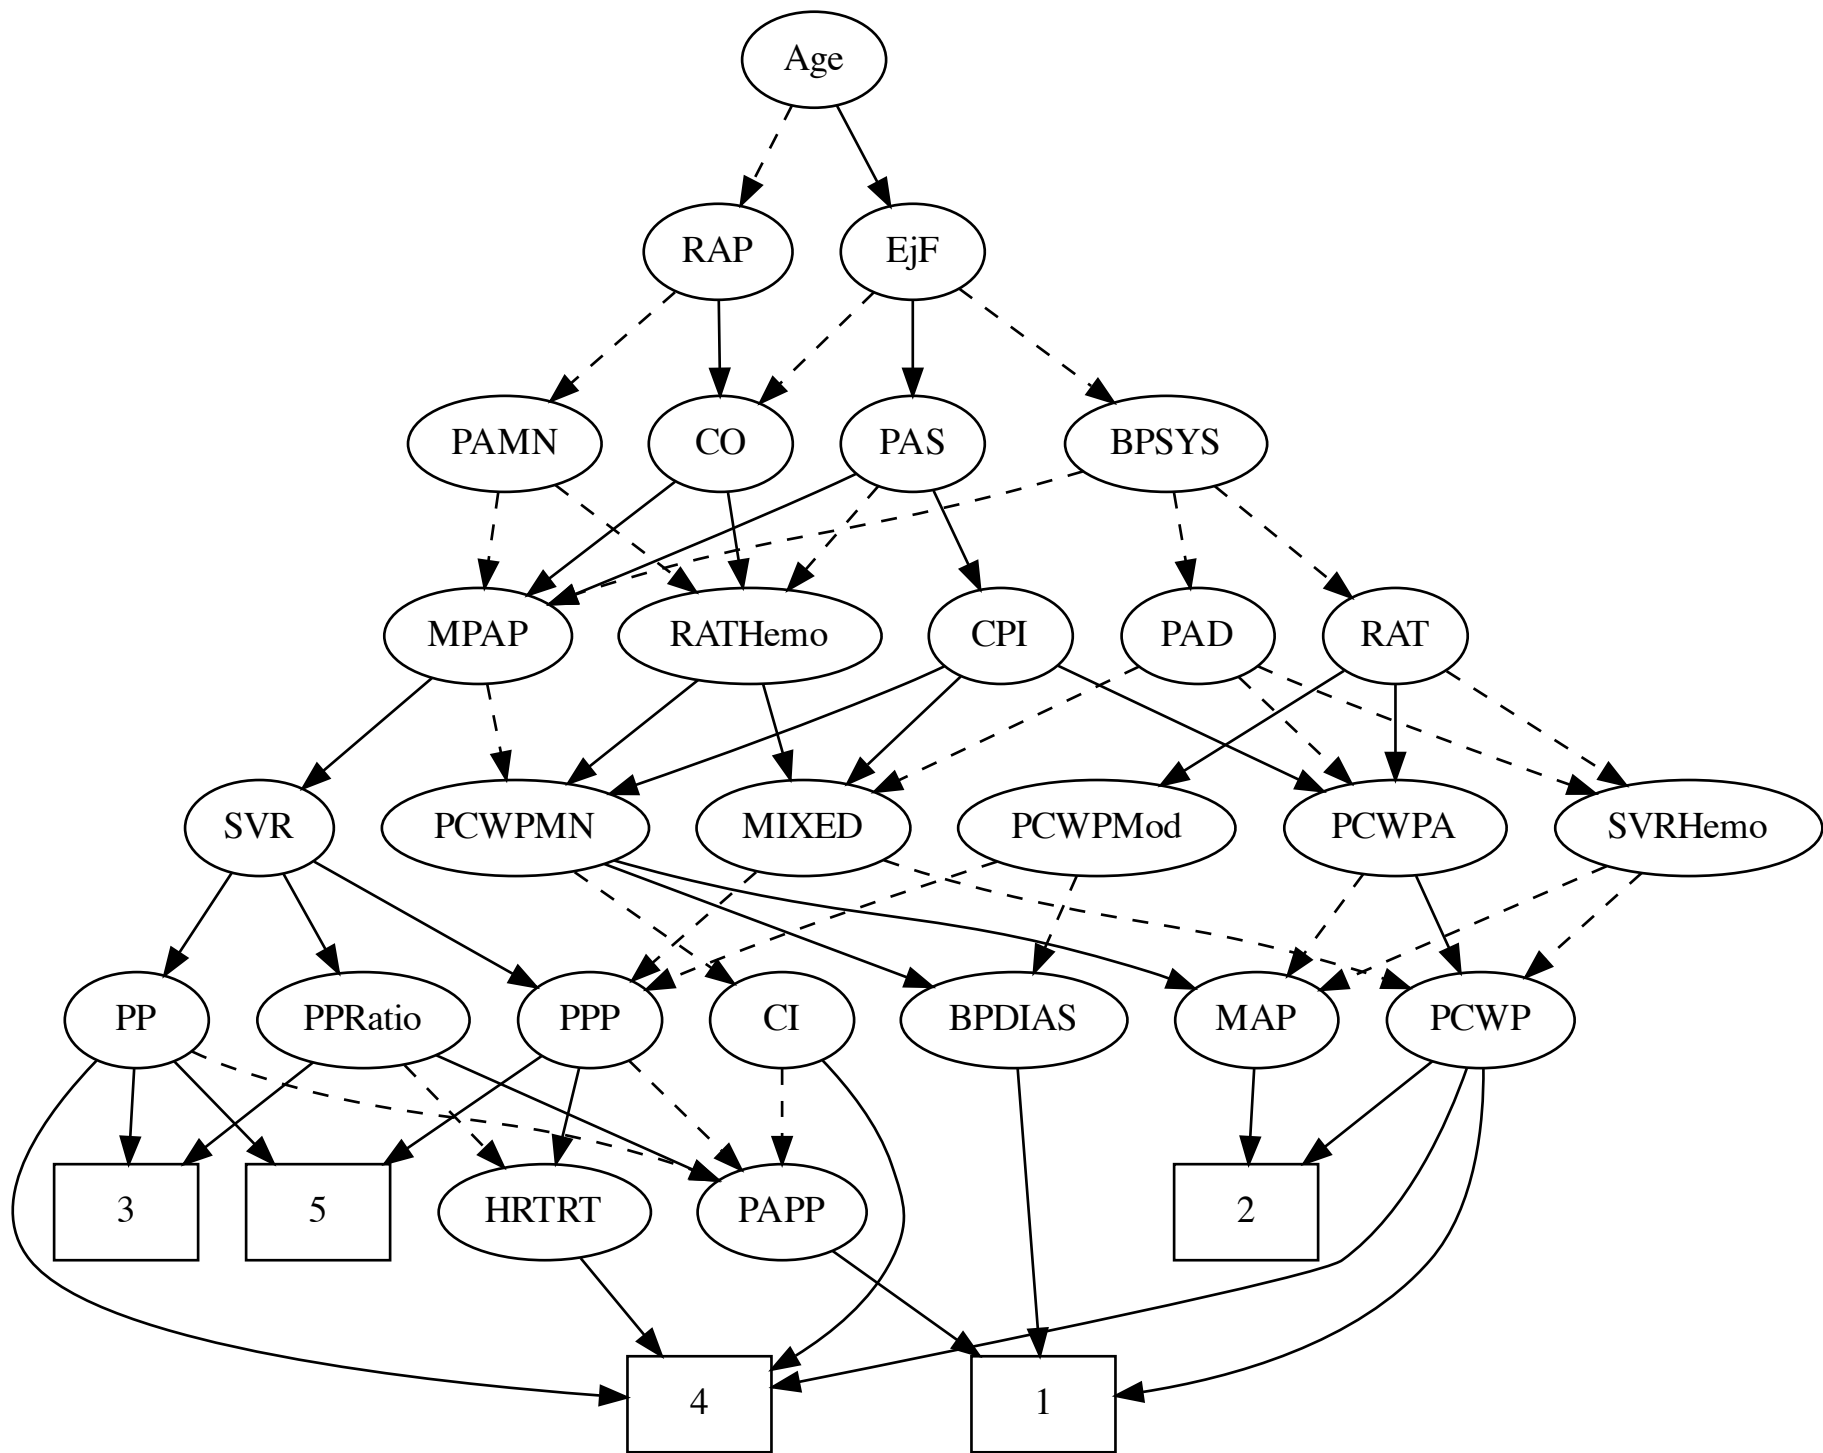 Age
RAP
EjF
PAMN
CO
PAS
BPSYS
MPAP
RATHemo
CPI
PAD
RAT
SVR
PCWPMN
MIXED
PCWPMod
PCWPA
SVRHemo
PP
PPRatio
PPP
CI
BPDIAS
MAP
PCWP
3
5
HRTRT
PAPP
2
4
1